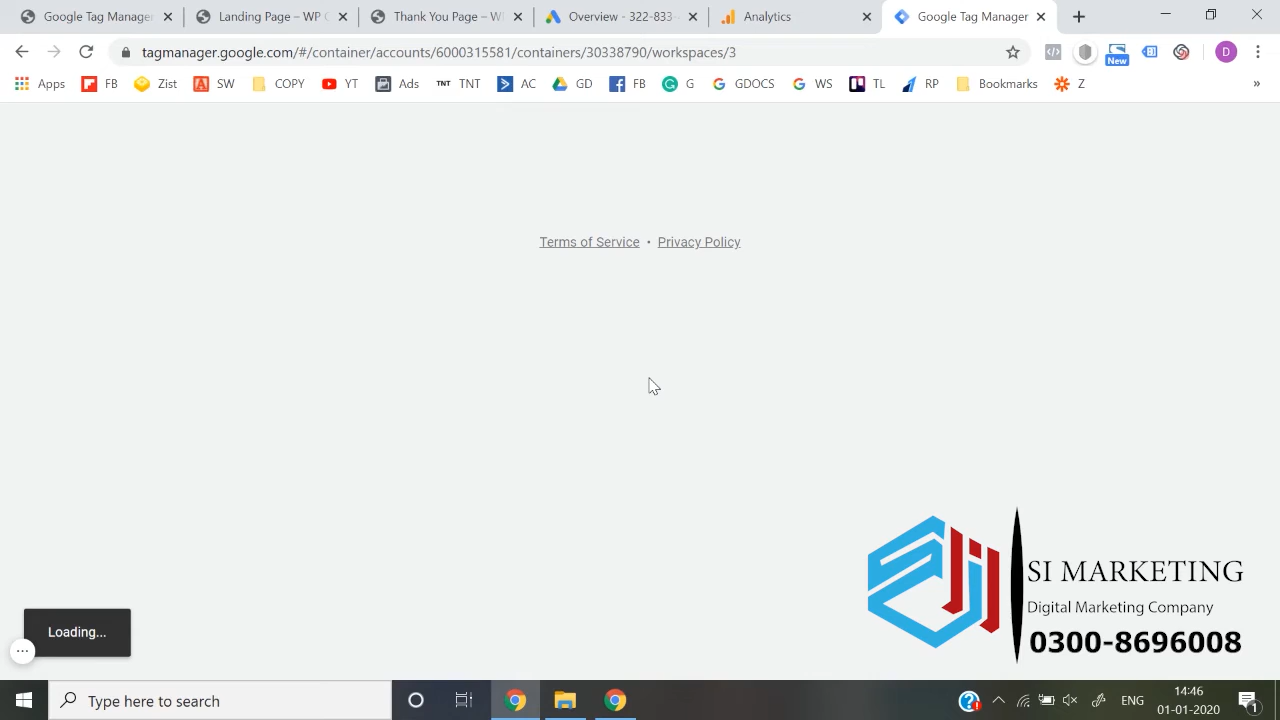 Google Tag Manager
Landing Page – WP
Thank You Page – W
Overview - 322-833-
Analytics
Google Tag Manager
tagmanager.google.com/#/container/accounts/6000315581/containers/30338790/workspaces/3
New
D
Apps
FB
Zist
SW
COPY
YT
Ads
TNT
TNT
AC
GD
FB
G
GDOCS
WS
TL
RP
Bookmarks
Z
Terms of Service • Privacy Policy
SI MARKETING
Digital Marketing Company
0300-8696008
Loading...
Type here to search
ENG
14:46
01-01-2020
1